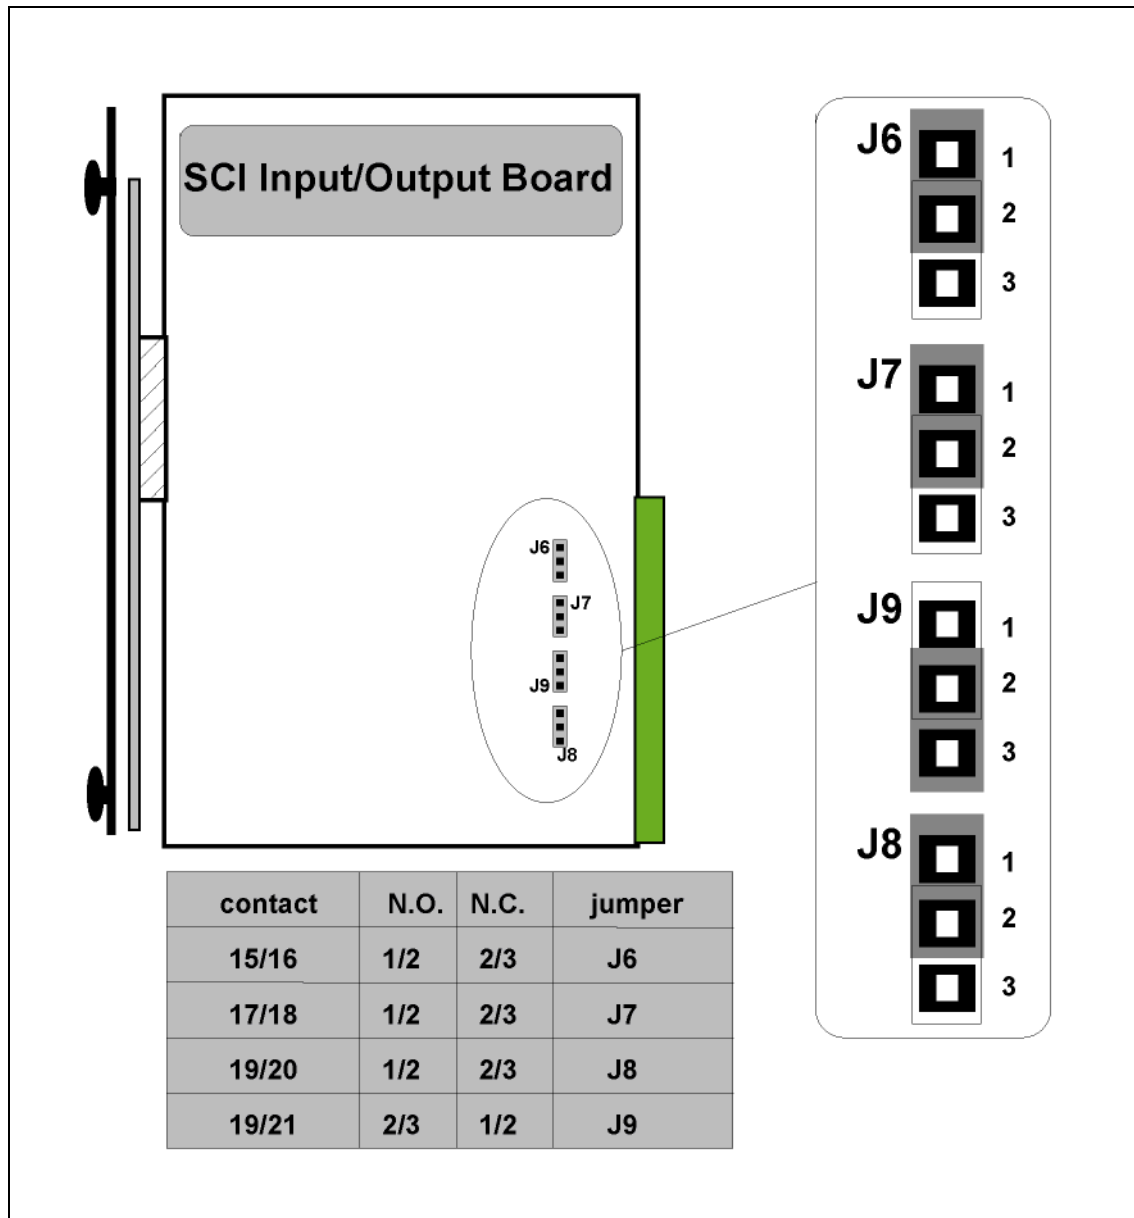 SCI Input/Output Board
J6
J7
J9
J8
contact N.O. N.C. jumper
15/16 1/2 2/3 J6
17/18 1/2 2/3 J7
19/20 1/2 2/3 J8
19/21 2/3 1/2 J9
J6
1
2
3
J7
1
2
3
J9
1
2
3
J8
1
2
3